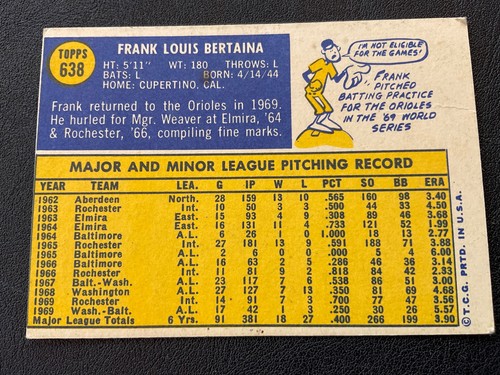 TOPPS
638
FRANK LOUIS BERTAINA
HT: 5'11" WT: 180 THROWS: L
BATS: L BORN: 4/14/44
HOME: CUPERTINO, CAL.
Frank returned to the Orioles in 1969.
He hurled for Mgr. Weaver at Elmira, '64
& Rochester, '66, compiling fine marks.
I'M NOT ELIGIBLE
FOR THE GAMES!
FRANK
PITCHED
BATTING PRACTICE
FOR THE ORIOLES
IN THE '69 WORLD
SERIES
MAJOR AND MINOR LEAGUE PITCHING RECORD
YEAR TEAM LEA. G IP W L PCT SO BB ERA
1962 Aberdeen North. 28 159 13 10 .565 160 98 3.40
1963 Rochester Int. 3 10 0 0 .500 44 33 4.50
1963 Elmira East. 15 93 4 9 .308 89 46 3.68
1964 Elmira East. 16 131 11 4 .733 121 52 1.99
1964 Baltimore A.L. 6 26 1 0 1.000 18 13 2.77
1965 Rochester Int. 27 181 13 9 .591 188 71 3.88
1965 Baltimore A.L. 2 6 0 0 .000 5 4 6.00
1966 Baltimore A.L. 16 63 2 5 .286 46 36 3.14
1966 Rochester Int. 11 81 9 2 .818 84 42 2.33
1967 Balt.-Wash. A.L. 23 117 7 6 .538 86 51 3.00
1968 Washington A.L. 27 127 7 13 .350 81 69 4.68
1969 Rochester Int. 14 91 7 3 .700 53 57 3.56
1969 Balt.-Wash. A.L. 17 42 1 3 .250 30 26 5.57
Major League Totals 6 Yrs. 91 381 18 27 .400 266 199 3.90
© T.C.G. PRTD. IN U.S.A.